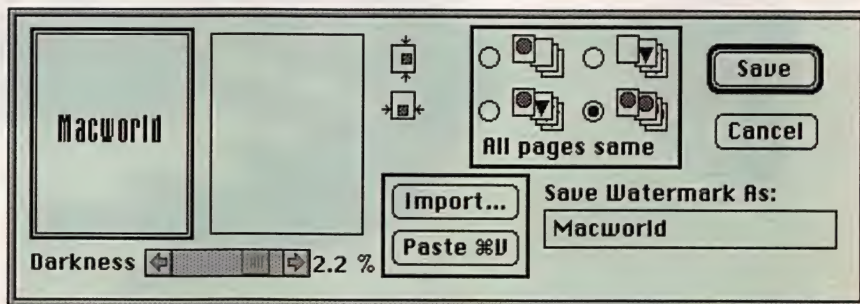 Macworld
All pages same
Save
Cancel
Import...
Paste ⌘V
Save Watermark As:
Macworld
Darkness
2.2 %